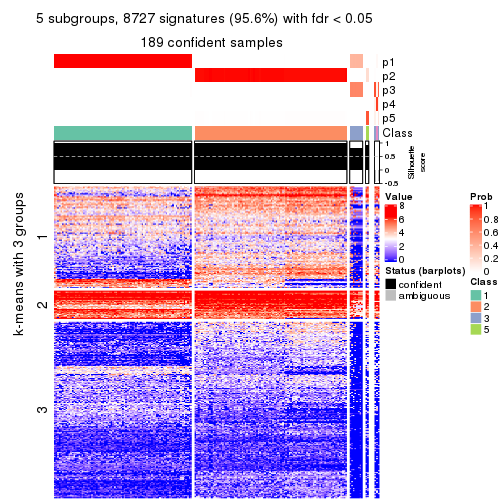 5 subgroups, 8727 signatures (95.6%) with fdr < 0.05
189 confident samples
p1
p2
p3
p4
p5
Class
1
0.5
0
-0.5
Silhouette
score
k-means with 3 groups
1
2
3
Value
8
6
4
2
0
Status (barplots)
confident
ambiguous
Prob
1
0.8
0.6
0.4
0.2
0
Class
1
2
3
5